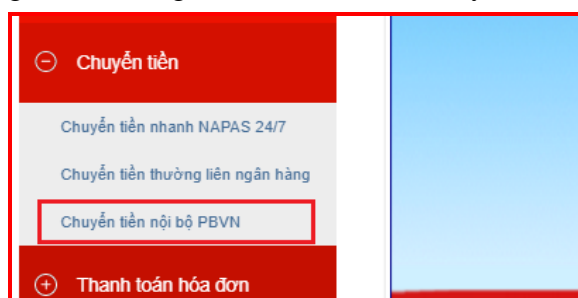 Chuyển tiền
Chuyển tiền nhanh NAPAS 24/7
Chuyển tiền thường liên ngân hàng
Chuyển tiền nội bộ PBVN
Thanh toán hóa đơn